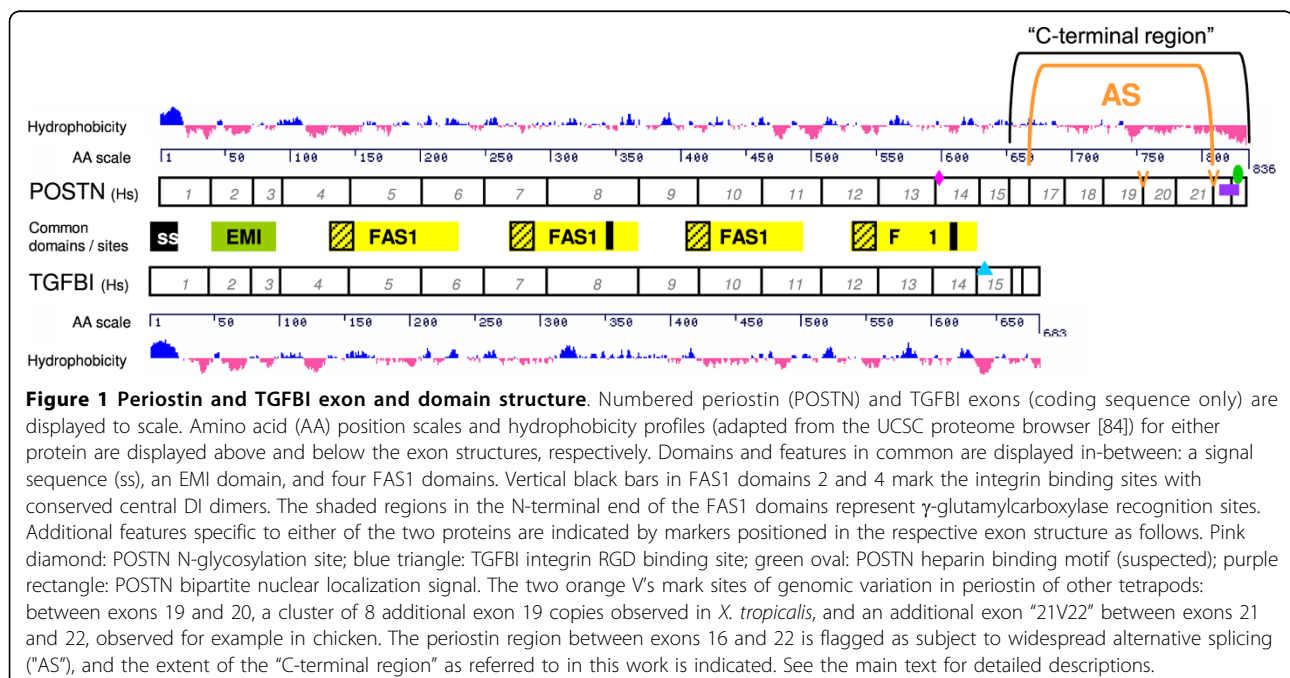 “C-terminal region”
AS
Hydrophobicity
AA scale
1 50 100 150 200 250 300 350 400 450 500 550 600 650 700 750 800
836
POSTN (Hs)
1 2 3 4 5 6 7 8 9 10 11 12 13 14 15 17 18 19 20 21
V V
Common
domains / sites
ss EMI FAS1 FAS1 FAS1 F 1
TGFBI (Hs)
1 2 3 4 5 6 7 8 9 10 11 12 13 14 15
AA scale
1 50 100 150 200 250 300 350 400 450 500 550 600 650
683
Hydrophobicity
Figure 1 Periostin and TGFBI exon and domain structure. Numbered periostin (POSTN) and TGFBI exons (coding sequence only) are
displayed to scale. Amino acid (AA) position scales and hydrophobicity profiles (adapted from the UCSC proteome browser [84]) for either
protein are displayed above and below the exon structures, respectively. Domains and features in common are displayed in-between: a signal
sequence (ss), an EMI domain, and four FAS1 domains. Vertical black bars in FAS1 domains 2 and 4 mark the integrin binding sites with
conserved central DI dimers. The shaded regions in the N-terminal end of the FAS1 domains represent γ-glutamylcarboxylase recognition sites.
Additional features specific to either of the two proteins are indicated by markers positioned in the respective exon structure as follows. Pink
diamond: POSTN N-glycosylation site; blue triangle: TGFBI integrin RGD binding site; green oval: POSTN heparin binding motif (suspected); purple
rectangle: POSTN bipartite nuclear localization signal. The two orange V's mark sites of genomic variation in periostin of other tetrapods:
between exons 19 and 20, a cluster of 8 additional exon 19 copies observed in X. tropicalis, and an additional exon “21V22” between exons 21
and 22, observed for example in chicken. The periostin region between exons 16 and 22 is flagged as subject to widespread alternative splicing
("AS"), and the extent of the “C-terminal region” as referred to in this work is indicated. See the main text for detailed descriptions.